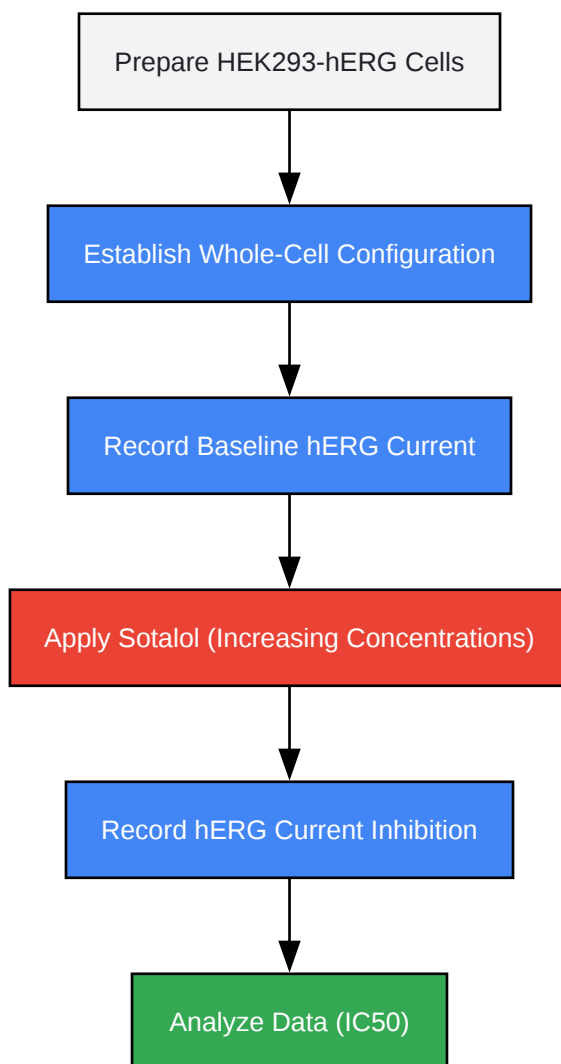 Prepare HEK293-hERG Cells
Establish Whole-Cell Configuration
Record Baseline hERG Current
Apply Sotalol (Increasing Concentrations)
Record hERG Current Inhibition
Analyze Data (IC50)